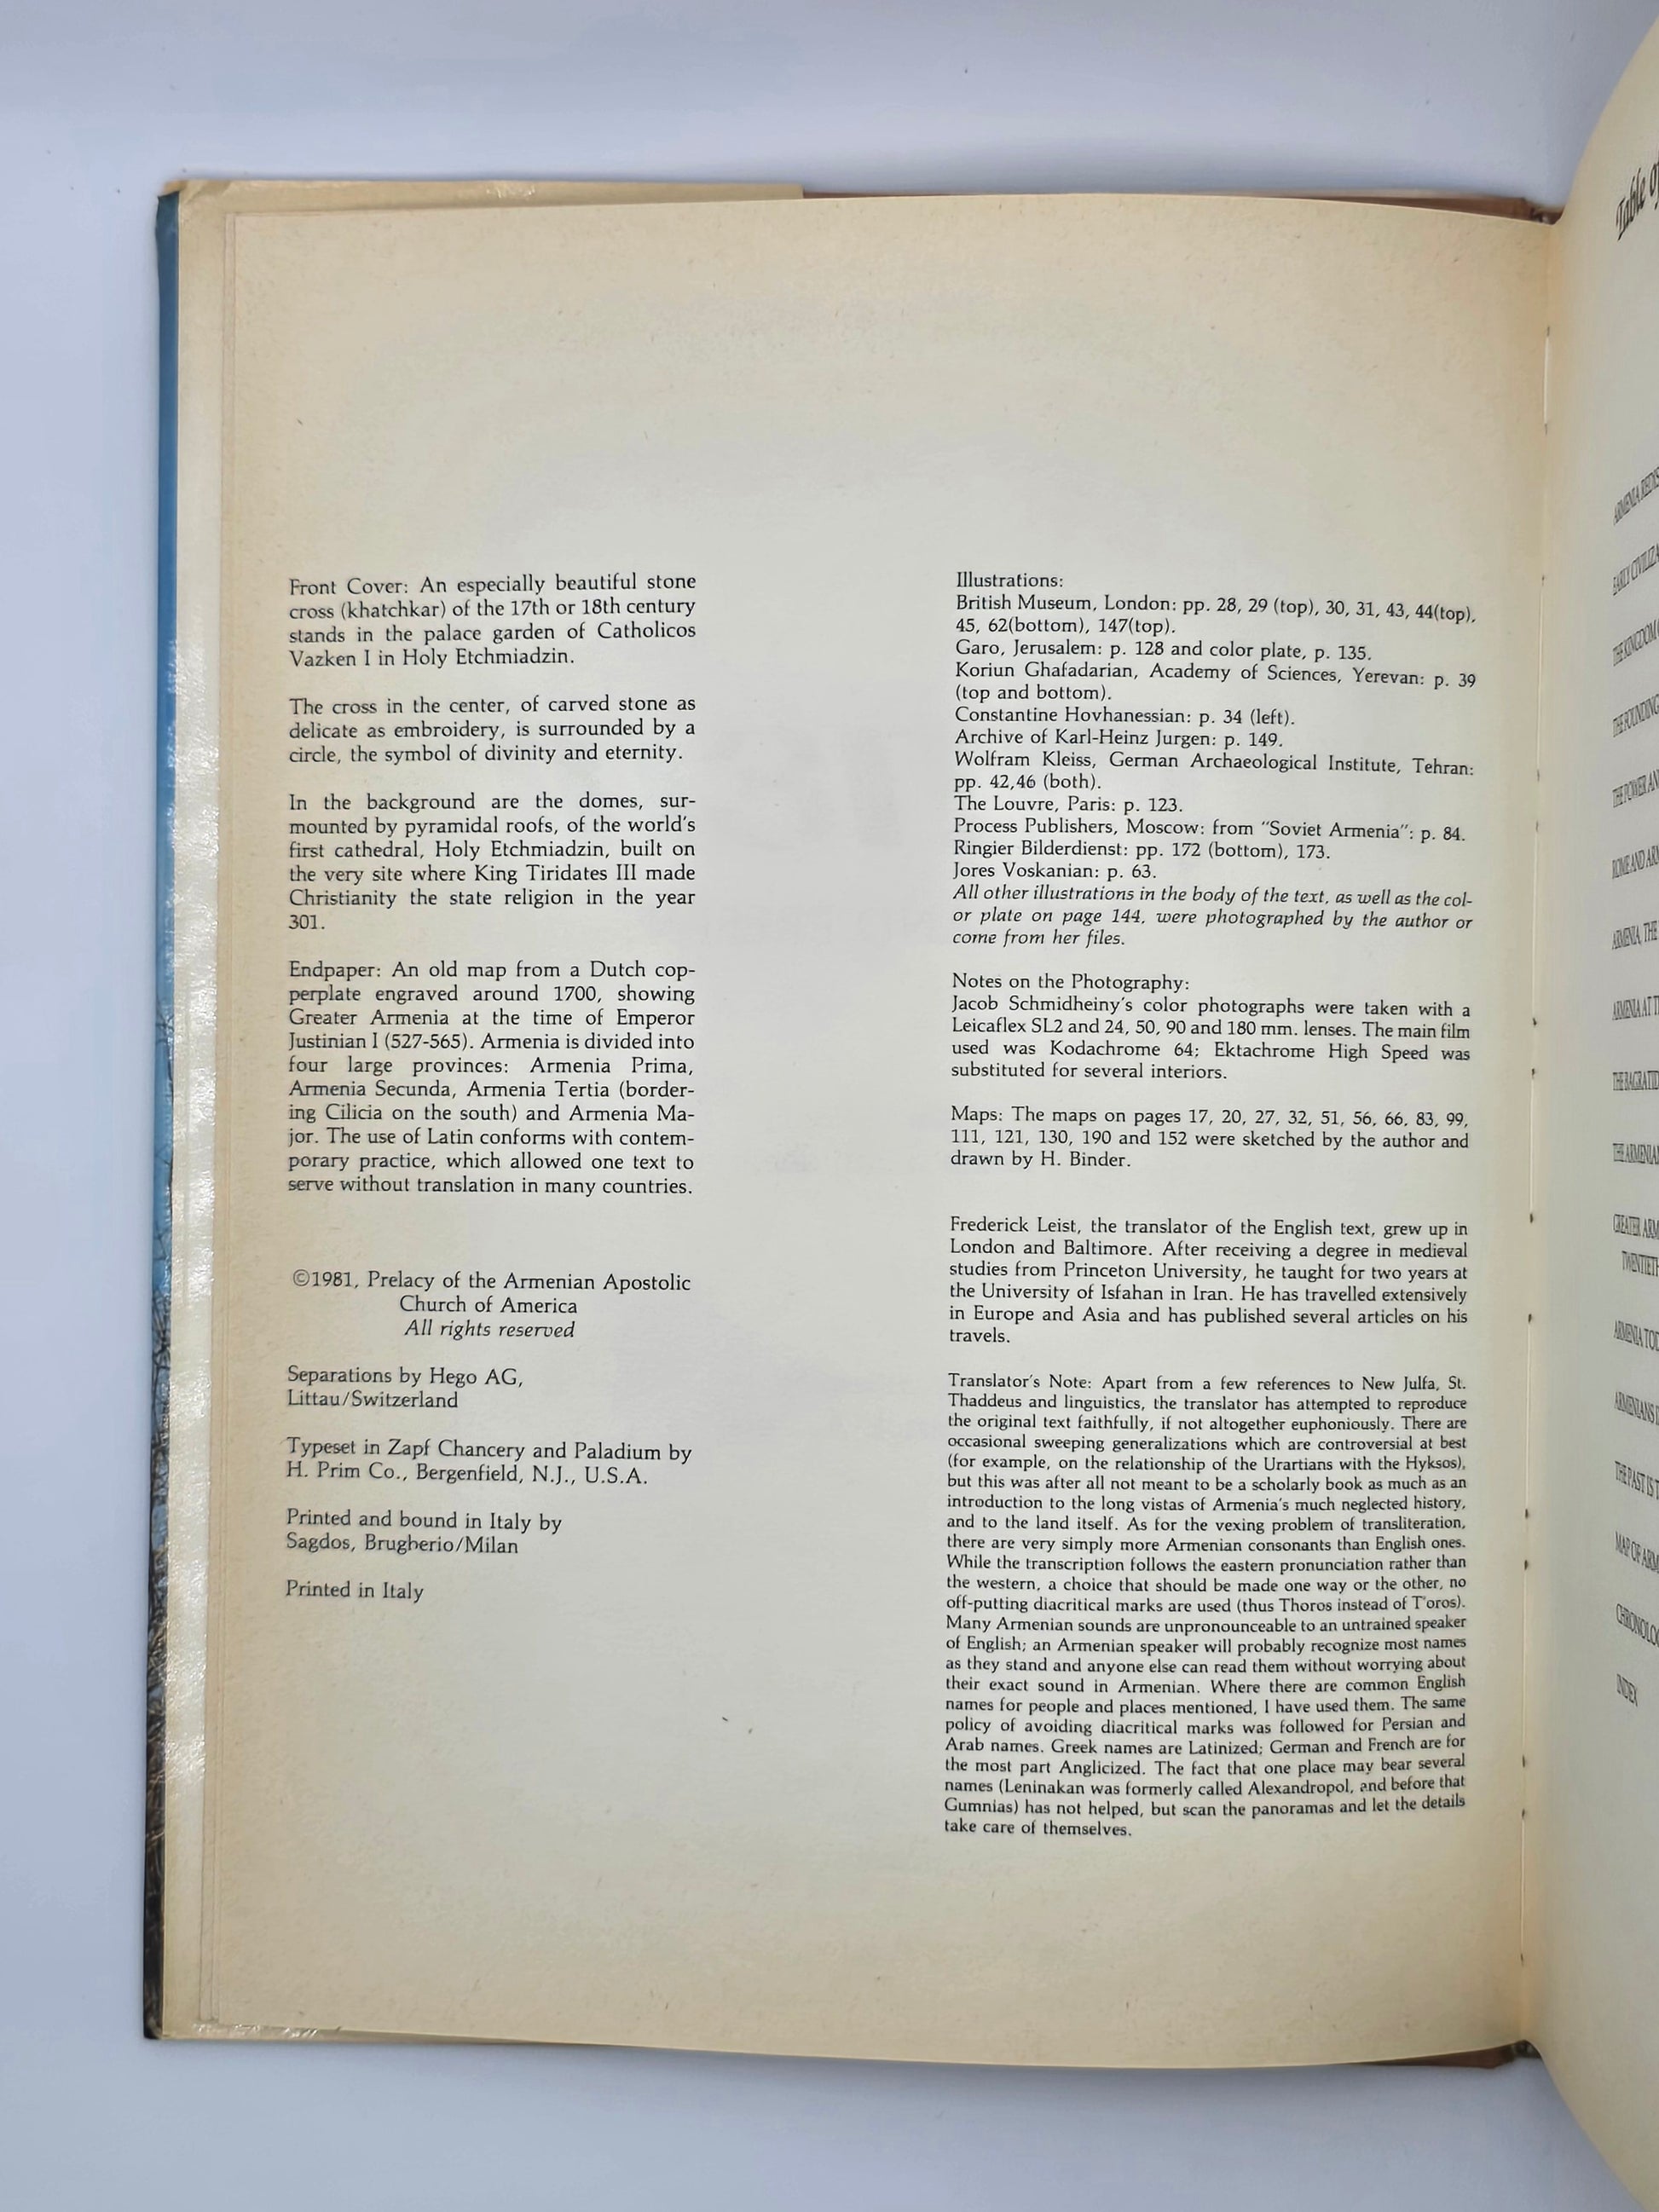 Front Cover: An especially beautiful stone
cross (khatchkar) of the 17th or 18th century
stands in the palace garden of Catholicos
Vazken I in Holy Etchmiadzin.
The cross in the center, of carved stone as
delicate as embroidery, is surrounded by a
circle, the symbol of divinity and eternity.
In the background are the domes, sur-
mounted by pyramidal roofs, of the world's
first cathedral, Holy Etchmiadzin, built on
the very site where King Tiridates III made
Christianity the state religion in the year
301.
Endpaper: An old map from a Dutch cop-
perplate engraved around 1700, showing
Greater Armenia at the time of Emperor
Justinian I (527-565). Armenia is divided into
four large provinces: Armenia Prima,
Armenia Secunda, Armenia Tertia (border-
ing Cilicia on the south) and Armenia Ma-
jor. The use of Latin conforms with contem-
porary practice, which allowed one text to
serve without translation in many countries.
©1981, Prelacy of the Armenian Apostolic
Church of America
All rights reserved
Separations by Hego AG,
Littau/Switzerland
Typeset in Zapf Chancery and Paladium by
H. Prim Co., Bergenfield, N.J., U.S.A.
Printed and bound in Italy by
Sagdos, Brugherio/Milan
Printed in Italy
Illustrations:
British Museum, London: pp. 28, 29 (top), 30, 31, 43, 44(top),
45, 62(bottom), 147(top).
Garo, Jerusalem: p. 128 and color plate, p. 135.
Koriun Ghafadarian, Academy of Sciences, Yerevan: p. 39
(top and bottom).
Constantine Hovhanessian: p. 34 (left).
Archive of Karl-Heinz Jurgen: p. 149.
Wolfram Kleiss, German Archaeological Institute, Tehran:
pp. 42,46 (both).
The Louvre, Paris: p. 123.
Process Publishers, Moscow: from "Soviet Armenia": p. 84.
Ringier Bilderdienst: pp. 172 (bottom), 173.
Jores Voskanian: p. 63.
All other illustrations in the body of the text, as well as the col-
or plate on page 144, were photographed by the author or
come from her files.
Notes on the Photography:
Jacob Schmidheiny's color photographs were taken with a
Leicaflex SL2 and 24, 50, 90 and 180 mm. lenses. The main film
used was Kodachrome 64; Ektachrome High Speed was
substituted for several interiors.
Maps: The maps on pages 17, 20, 27, 32, 51, 56, 66, 83, 99,
111, 121, 130, 190 and 152 were sketched by the author and
drawn by H. Binder.
Frederick Leist, the translator of the English text, grew up in
London and Baltimore. After receiving a degree in medieval
studies from Princeton University, he taught for two years at
the University of Isfahan in Iran. He has travelled extensively
in Europe and Asia and has published several articles on his
travels.
Translator's Note: Apart from a few references to New Julfa, St.
Thaddeus and linguistics, the translator has attempted to reproduce
the original text faithfully, if not altogether euphoniously. There are
occasional sweeping generalizations which are controversial at best
(for example, on the relationship of the Urartians with the Hyksos),
but this was after all not meant to be a scholarly book as much as an
introduction to the long vistas of Armenia's much neglected history,
and to the land itself. As for the vexing problem of transliteration,
there are very simply more Armenian consonants than English ones.
While the transcription follows the eastern pronunciation rather than
the western, a choice that should be made one way or the other, no
off-putting diacritical marks are used (thus Thoros instead of T'oros).
Many Armenian sounds are unpronounceable to an untrained speaker
of English; an Armenian speaker will probably recognize most names
as they stand and anyone else can read them without worrying about
their exact sound in Armenian. Where there are common English
names for people and places mentioned, I have used them. The same
policy of avoiding diacritical marks was followed for Persian and
Arab names. Greek names are Latinized; German and French are for
the most part Anglicized. The fact that one place may bear several
names (Leninakan was formerly called Alexandropol, and before that
Gumnias) has not helped, but scan the panoramas and let the details
take care of themselves.
Table
ARMENIA
EARLY
THE KINGDOM
THE FOUNDING
THE POWER
ROME AND
ARMENIA, THE
ARMENIA AT
THE BAGRATID
THE
GREATER
ARMENIA
THE PAST IS
MAP OF
INDEX